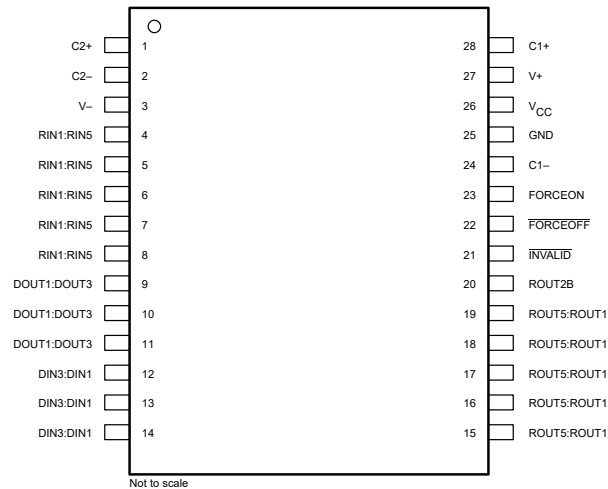 C2+ 1 28 C1+
C2– 2 27 V+
V– 3 26 VCC
RIN1:RIN5 4 25 GND
RIN1:RIN5 5 24 C1–
RIN1:RIN5 6 23 FORCEON
RIN1:RIN5 7 22 FORCEOFF
RIN1:RIN5 8 21 INVALID
DOUT1:DOUT3 9 20 ROUT2B
DOUT1:DOUT3 10 19 ROUT5:ROUT1
DOUT1:DOUT3 11 18 ROUT5:ROUT1
DIN3:DIN1 12 17 ROUT5:ROUT1
DIN3:DIN1 13 16 ROUT5:ROUT1
DIN3:DIN1 14 15 ROUT5:ROUT1
Not to scale